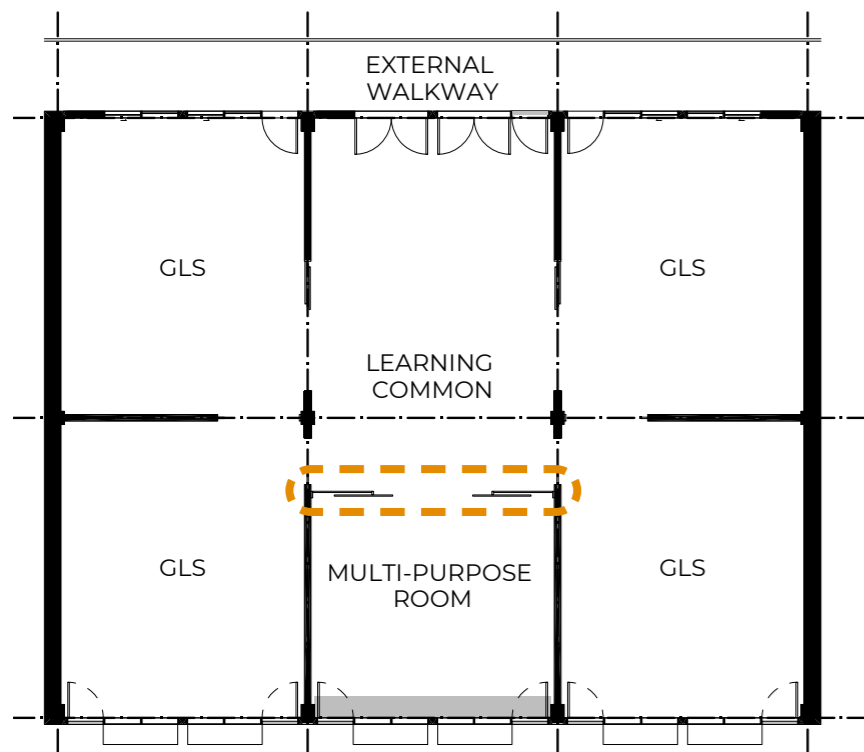 EXTERNAL
WALKWAY
GLS
GLS
LEARNING
COMMON
GLS
MULTI-PURPOSE
ROOM
GLS